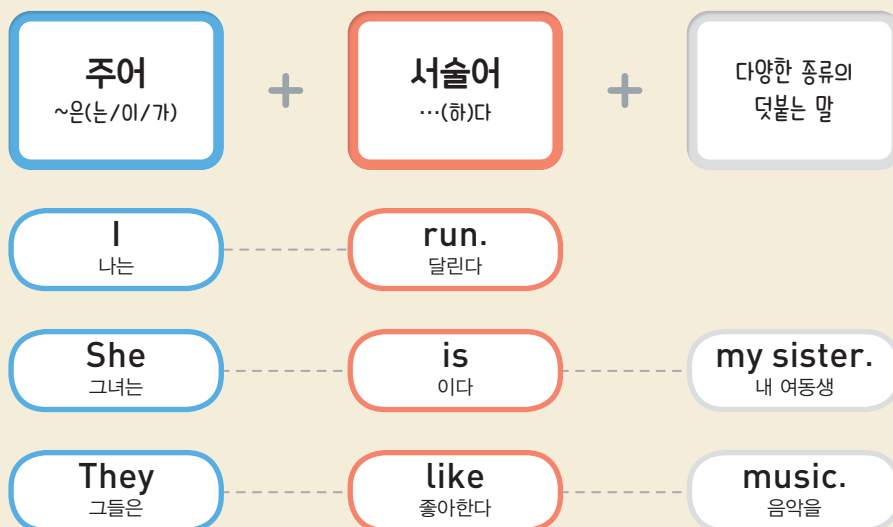 주어
~은(는/이/가)
+
서술어
…(하)다
+
다양한 종류의
덧붙는 말
I
나는
run.
달린다
She
그녀는
is
이다
my sister.
내 여동생
They
그들은
like
좋아한다
music.
음악을